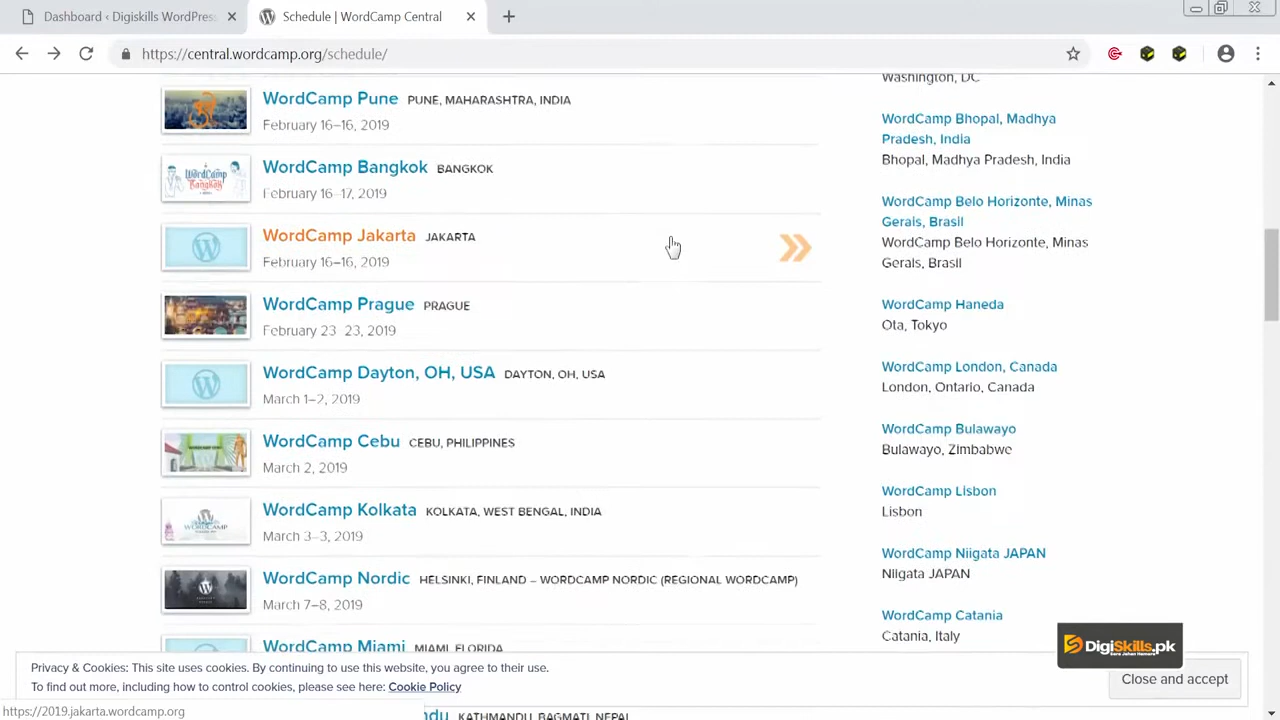 Dashboard ‹ Digiskills WordPres
Schedule | WordCamp Central
https://central.wordcamp.org/schedule/
WordCamp Pune PUNE, MAHARASHTRA, INDIA
February 16–16, 2019
WordCamp Bangkok BANGKOK
February 16–17, 2019
WordCamp Jakarta JAKARTA
February 16–16, 2019
WordCamp Prague PRAGUE
February 23–23, 2019
WordCamp Dayton, OH, USA DAYTON, OH, USA
March 1–2, 2019
WordCamp Cebu CEBU, PHILIPPINES
March 2, 2019
WordCamp Kolkata KOLKATA, WEST BENGAL, INDIA
March 3–3, 2019
WordCamp Nordic HELSINKI, FINLAND – WORDCAMP NORDIC (REGIONAL WORDCAMP)
March 7–8, 2019
WordCamp Miami MIAMI, FLORIDA
KATHMANDU, BAGMATI, NEPAL
Washington, DC
WordCamp Bhopal, Madhya
Pradesh, India
Bhopal, Madhya Pradesh, India
WordCamp Belo Horizonte, Minas
Gerais, Brasil
WordCamp Belo Horizonte, Minas
Gerais, Brasil
WordCamp Haneda
Ota, Tokyo
WordCamp London, Canada
London, Ontario, Canada
WordCamp Bulawayo
Bulawayo, Zimbabwe
WordCamp Lisbon
Lisbon
WordCamp Niigata JAPAN
Niigata JAPAN
WordCamp Catania
Catania, Italy
DigiSkills.pk
Privacy & Cookies: This site uses cookies. By continuing to use this website, you agree to their use.
To find out more, including how to control cookies, please see here: Cookie Policy
Close and accept
https://2019.jakarta.wordcamp.org